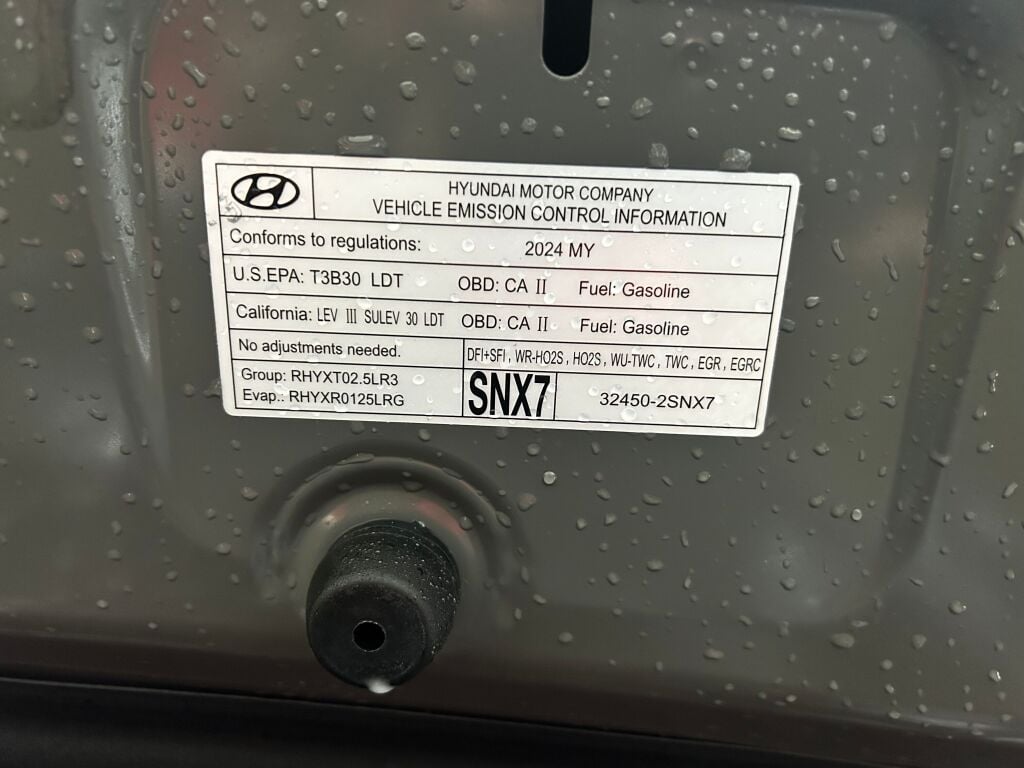 HYUNDAI MOTOR COMPANY
VEHICLE EMISSION CONTROL INFORMATION
Conforms to regulations: 2024 MY
U.S.EPA: T3B30 LDT OBD: CA II Fuel: Gasoline
California: LEV III SULEV 30 LDT OBD: CA II Fuel: Gasoline
No adjustments needed. DFI+SFI , WR-HO2S , HO2S , WU-TWC , TWC , EGR , EGRC
Group: RHYXT02.5LR3
Evap.: RHYXR0125LRG
SNX7 32450-2SNX7